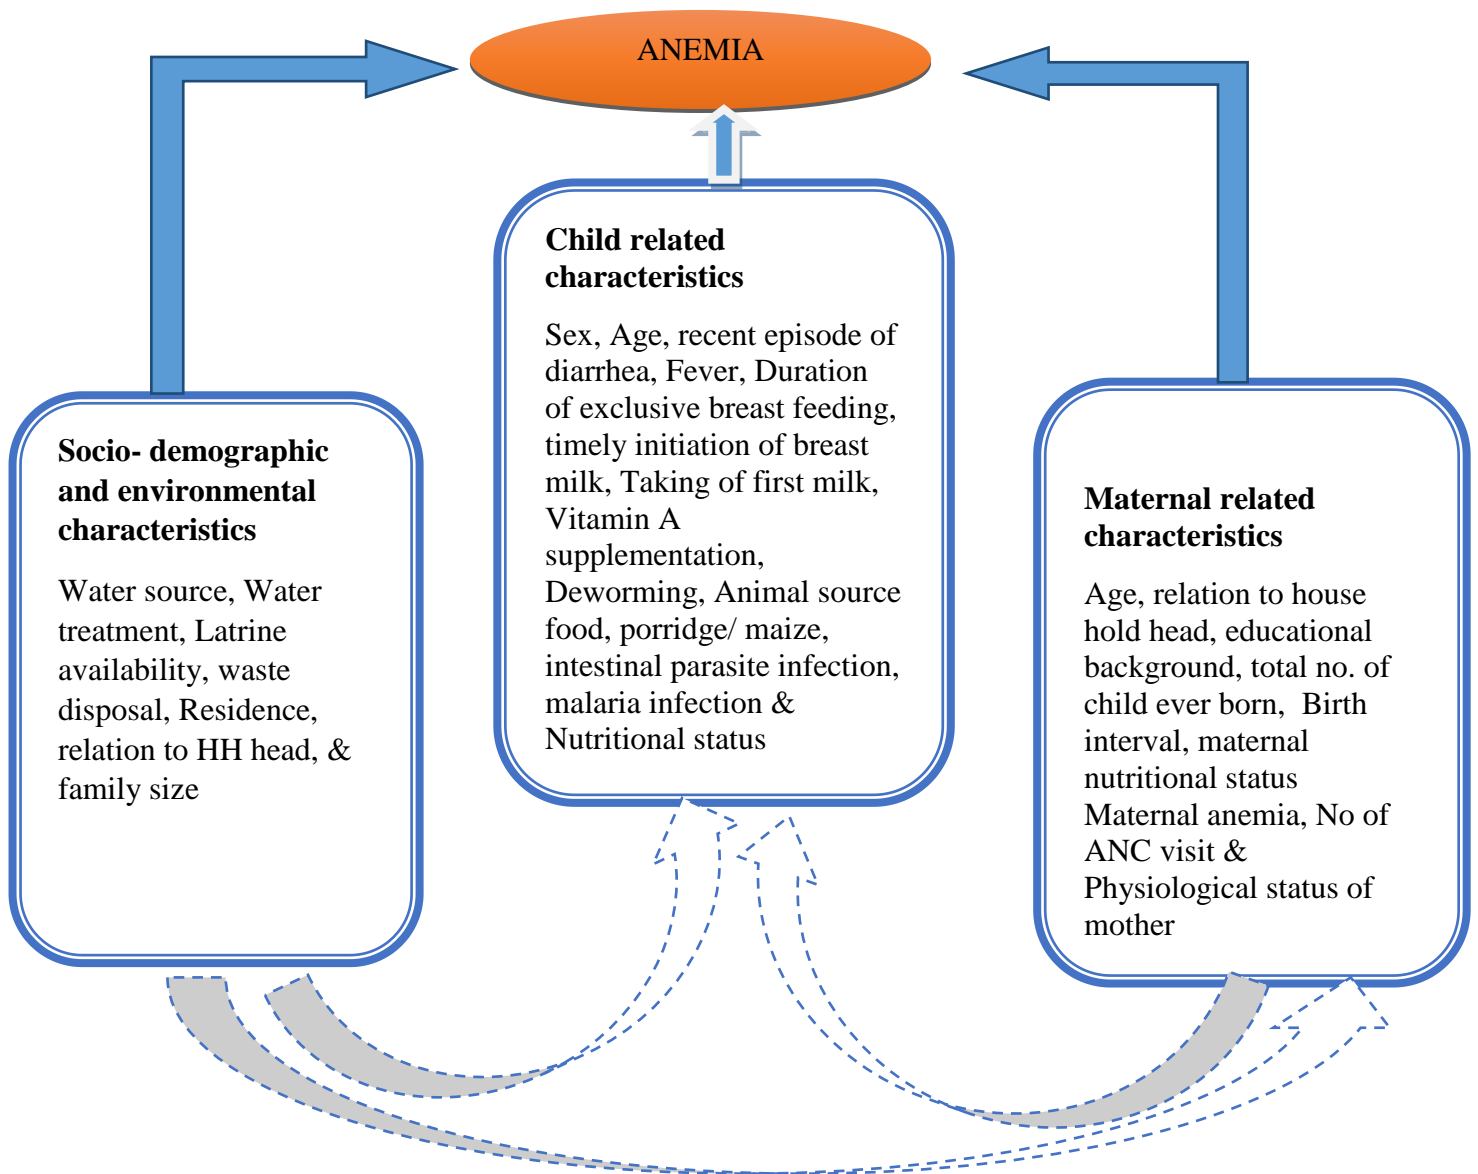 ANEMIA
Child related
characteristics
Sex, Age, recent episode of
diarrhea, Fever, Duration
of exclusive breast feeding,
timely initiation of breast
milk, Taking of first milk,
Vitamin A
supplementation,
Deworming, Animal source
food, porridge/ maize,
intestinal parasite infection,
malaria infection &
Nutritional status
Socio- demographic
and environmental
characteristics
Water source, Water
treatment, Latrine
availability, waste
disposal, Residence,
relation to HH head, &
family size
Maternal related
characteristics
Age, relation to house
hold head, educational
background, total no. of
child ever born,  Birth
interval, maternal
nutritional status
Maternal anemia, No of
ANC visit &
Physiological status of
mother